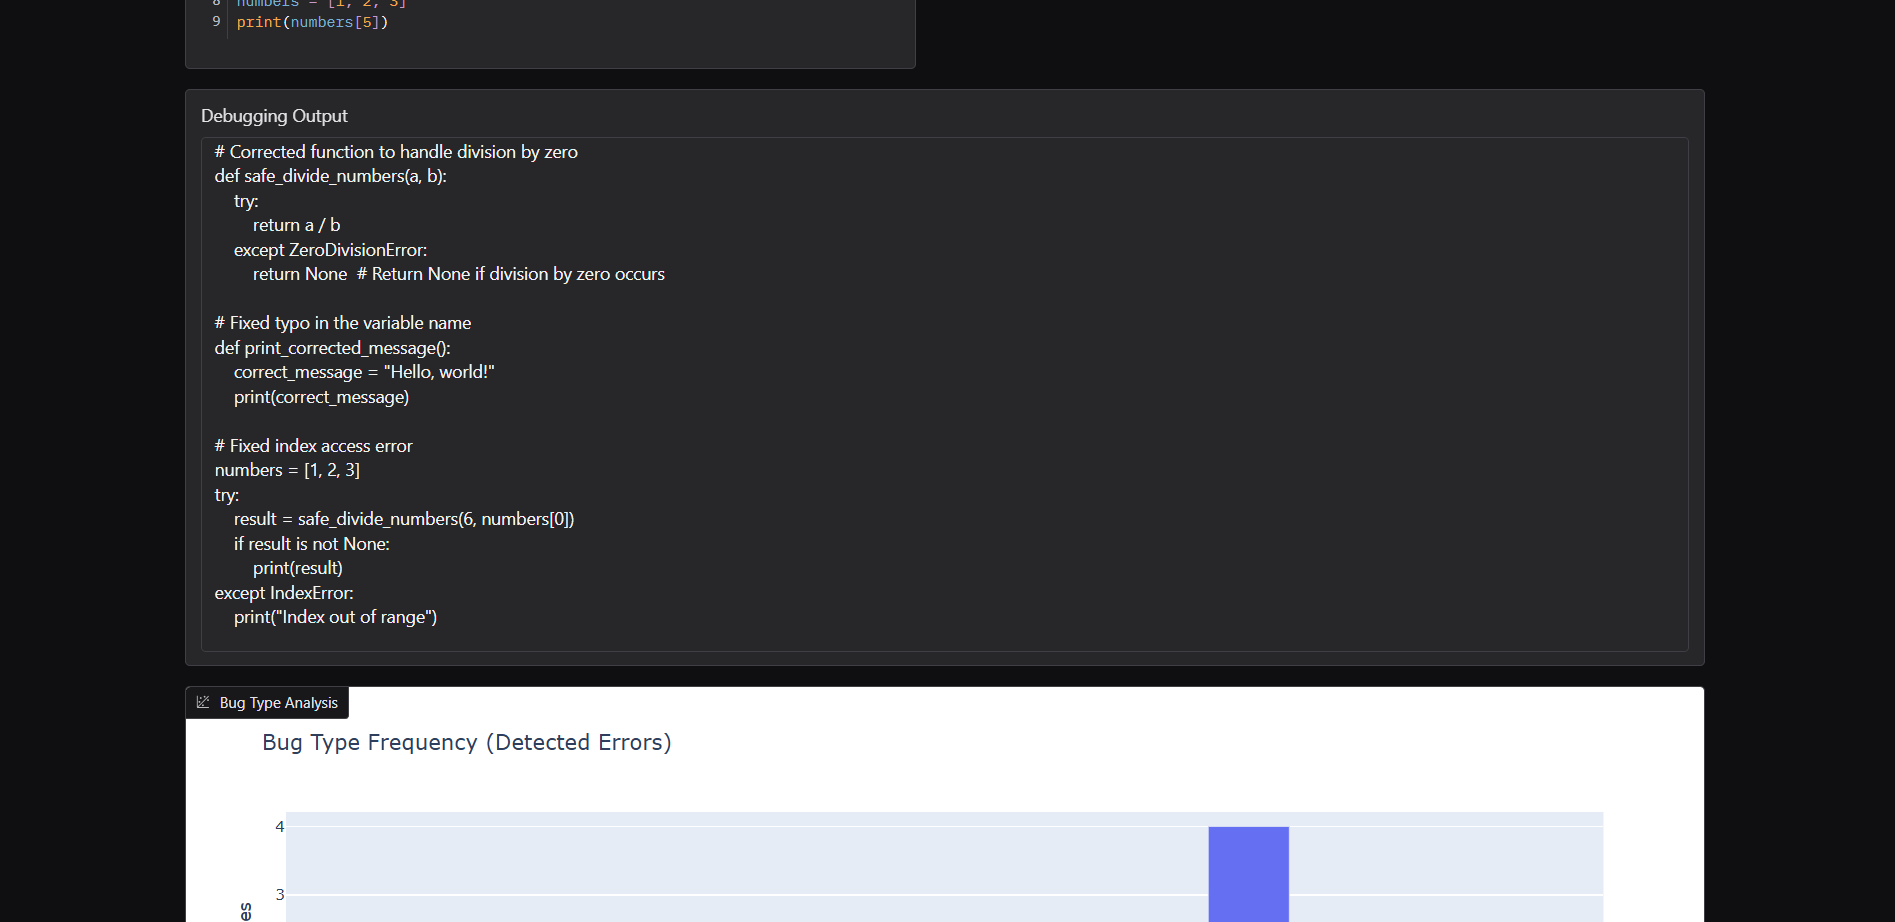 8 numbers = [1, 2, 3]
9 print(numbers[5])
Debugging Output
# Corrected function to handle division by zero
def safe_divide_numbers(a, b):
    try:
        return a / b
    except ZeroDivisionError:
        return None  # Return None if division by zero occurs

# Fixed typo in the variable name
def print_corrected_message():
    correct_message = "Hello, world!"
    print(correct_message)

# Fixed index access error
numbers = [1, 2, 3]
try:
    result = safe_divide_numbers(6, numbers[0])
    if result is not None:
        print(result)
except IndexError:
    print("Index out of range")
Bug Type Analysis
Bug Type Frequency (Detected Errors)
4
3